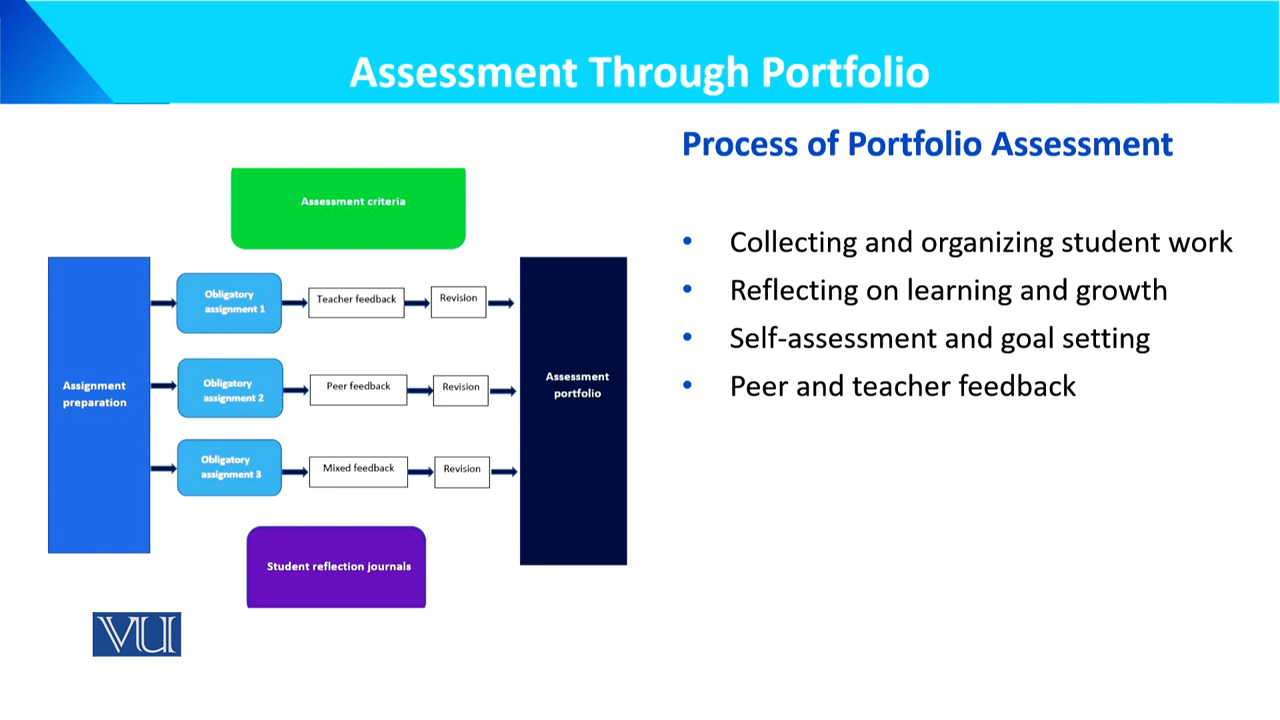 Assessment Through Portfolio
Process of Portfolio Assessment
• Collecting and organizing student work
• Reflecting on learning and growth
• Self-assessment and goal setting
• Peer and teacher feedback
Assessment criteria
Assignment
preparation
Obligatory
assignment 1
Teacher feedback
Revision
Obligatory
assignment 2
Peer feedback
Revision
Obligatory
assignment 3
Mixed feedback
Revision
Assessment
portfolio
Student reflection journals
VU